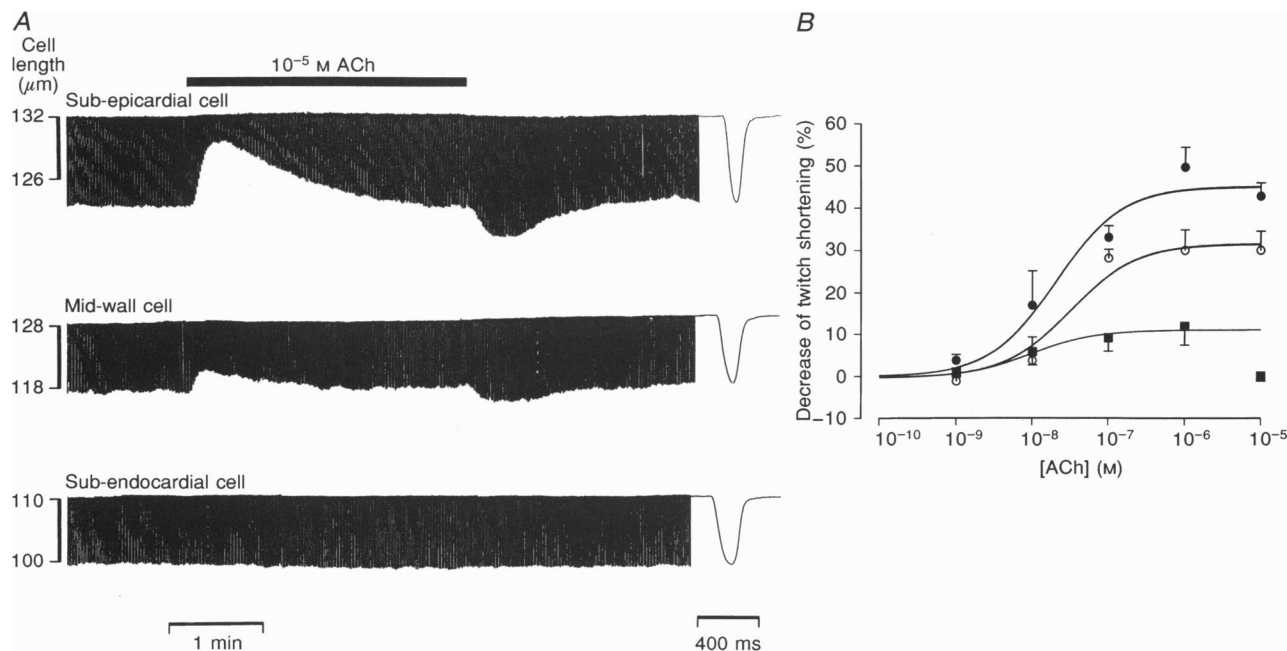 A
Cell
length
(μm)
10⁻⁵ M ACh
Sub-epicardial cell
132
126
Mid-wall cell
128
118
Sub-endocardial cell
110
100
1 min
400 ms
B
Decrease of twitch shortening (%)
60
50
40
30
20
10
0
−10
10⁻¹⁰ 10⁻⁹ 10⁻⁸ 10⁻⁷ 10⁻⁶ 10⁻⁵
[ACh] (M)